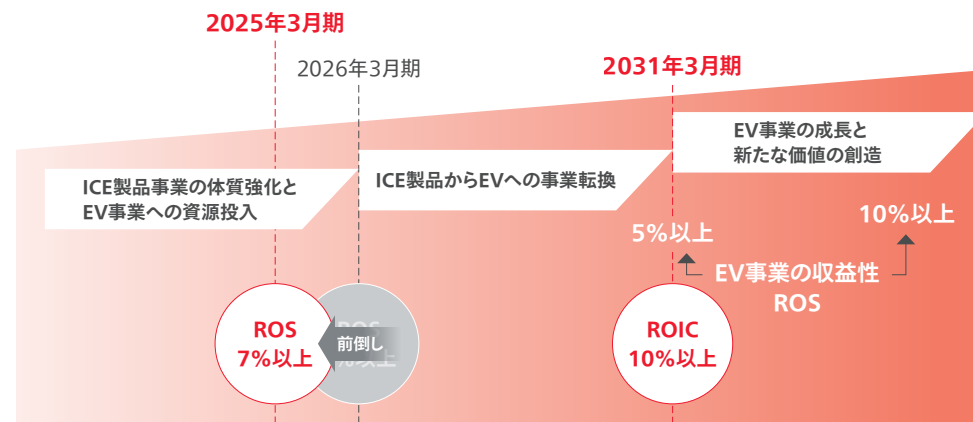 2025年3月期
2026年3月期
2031年3月期
ICE製品事業の体質強化と
EV事業への資源投入
ICE製品からEVへの事業転換
EV事業の成長と
新たな価値の創造
5%以上
10%以上
EV事業の収益性
ROS
ROS
7%以上
前倒し
ROIC
10%以上